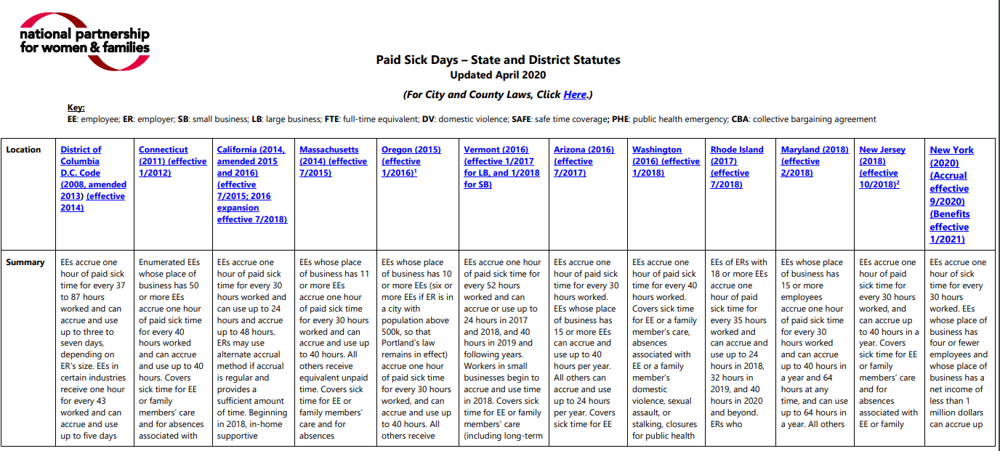 national partnership
for women & families
Paid Sick Days – State and District Statutes
Updated April 2020
(For City and County Laws, Click Here.)
Key:
EE: employee; ER: employer; SB: small business; LB: large business; FTE: full-time equivalent; DV: domestic violence; SAFE: safe time coverage; PHE: public health emergency; CBA: collective bargaining agreement
Location
District of
Columbia
D.C. Code
(2008, amended
2013) (effective
2014)
Connecticut
(2011) (effective
1/2012)
California (2014,
amended 2015
and 2016)
(effective
7/2015; 2016
expansion
effective 7/2018)
Massachusetts
(2014) (effective
7/2015)
Oregon (2015)
(effective
1/2016)¹
Vermont (2016)
(effective 1/2017
for LB, and 1/2018
for SB)
Arizona (2016)
(effective
7/2017)
Washington
(2016) (effective
1/2018)
Rhode Island
(2017)
(effective
7/2018)
Maryland (2018)
(effective
2/2018)
New Jersey
(2018)
(effective
10/2018)²
New York
(2020)
(Accrual
effective
9/2020)
(Benefits
effective
1/2021)
Summary
EEs accrue one
hour of paid sick
time for every 37
to 87 hours
worked and can
accrue and use
up to three to
seven days,
depending on
ER's size. EEs in
certain industries
receive one hour
for every 43
worked and can
accrue and use
up to five days
Enumerated EEs
whose place of
business has 50
or more EEs
accrue one hour
of paid sick time
for every 40
hours worked
and can accrue
and use up to 40
hours. Covers
sick time for EE
or family
members' care
and for absences
associated with
EEs accrue one
hour of paid sick
time for every 30
hours worked and
can use up to 24
hours and accrue
up to 48 hours.
ERs may use
alternate accrual
method if accrual
is regular and
provides a
sufficient amount
of time. Beginning
in 2018, in-home
supportive
EEs whose place
of business has 11
or more EEs
accrue one hour
of paid sick time
for every 30 hours
worked and can
accrue and use up
to 40 hours. All
others receive
equivalent unpaid
time. Covers sick
time for EE or
family members'
care and for
absences
EEs whose place
of business has 10
or more EEs (six or
more EEs if ER is in
a city with
population above
500k, so that
Portland's law
remains in effect)
accrue one hour
of paid sick time
for every 30 hours
worked, and can
accrue and use up
to 40 hours. All
others receive
EEs accrue one hour
of paid sick time for
every 52 hours
worked and can
accrue or use up to
24 hours in 2017
and 2018, and 40
hours in 2019 and
following years.
Workers in small
businesses begin to
accrue and use time
in 2018. Covers sick
time for EE or family
members' care
(including long-term
EEs accrue one
hour of paid sick
time for every 30
hours worked.
EEs whose place
of business has
15 or more EEs
can accrue and
use up to 40
hours per year.
All others can
accrue and use
up to 24 hours
per year. Covers
sick time for EE
EEs accrue one
hour of paid sick
time for every 40
hours worked.
Covers sick time
for EE or a family
member's care,
absences
associated with
EE or a family
member's
domestic
violence, sexual
assault, or
stalking, closures
for public health
EEs of ERs with
18 or more EEs
accrue one
hour of paid
sick time for
every 35 hours
worked and
can accrue and
use up to 24
hours in 2018,
32 hours in
2019, and 40
hours in 2020
and beyond.
ERs who
EEs whose place
of business has
15 or more
employees
accrue one hour
of paid sick time
for every 30
hours worked
and can accrue
up to 40 hours in
a year and 64
hours at any
time, and can use
up to 64 hours in
a year. All others
EEs accrue one
hour of paid
sick time for
every 30 hours
worked, and
can accrue up
to 40 hours in a
year. Covers
sick time for EE
or family
members' care
and for
absences
associated with
EE or family
EEs accrue one
hour of sick
time for every
30 hours
worked. EEs
whose place of
business has
four or fewer
employees and
whose place of
business has a
net income of
less than 1
million dollars
can accrue up